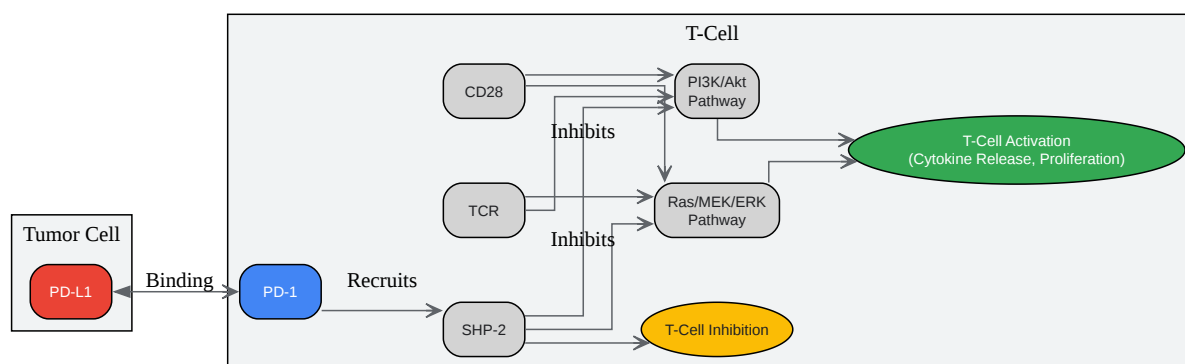 T-Cell
CD28
PI3K/Akt
Pathway
Inhibits
T-Cell Activation
(Cytokine Release, Proliferation)
TCR
Ras/MEK/ERK
Pathway
Tumor Cell
Inhibits
PD-L1
Binding
PD-1
Recruits
SHP-2
T-Cell Inhibition